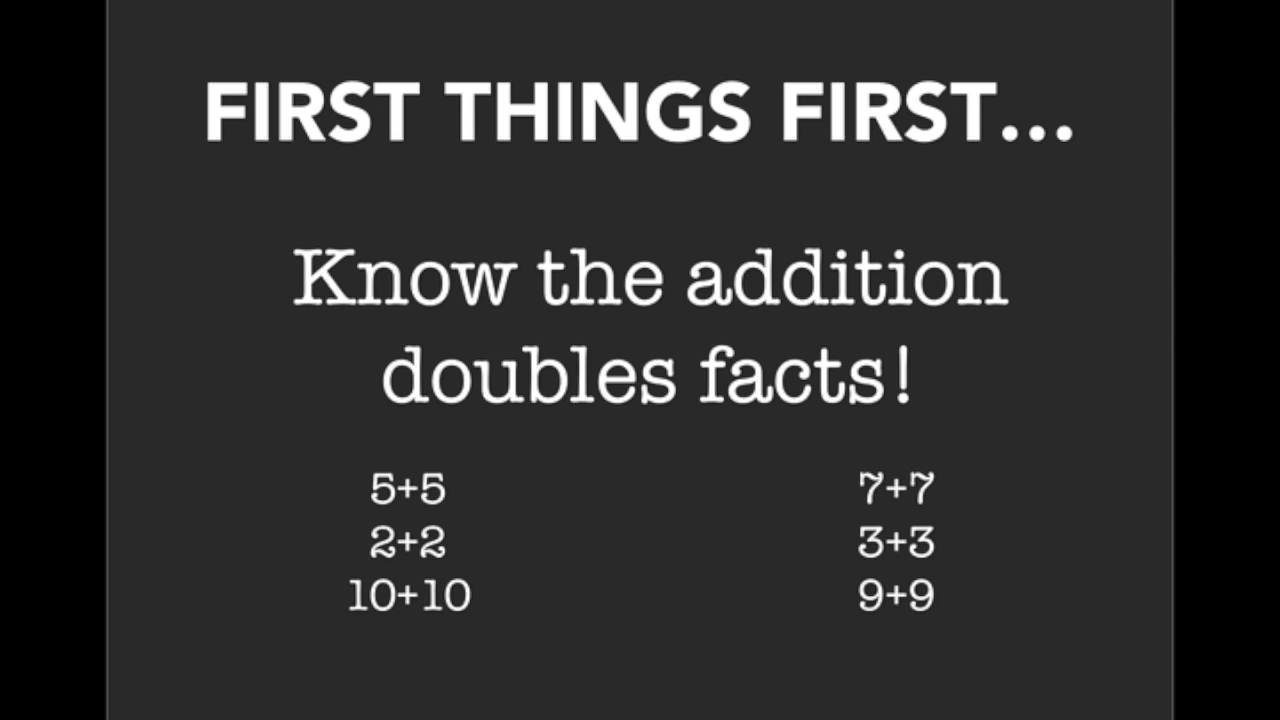 FIRST THINGS FIRST...
Know the addition
doubles facts!
5+5
2+2
10+10
7+7
3+3
9+9